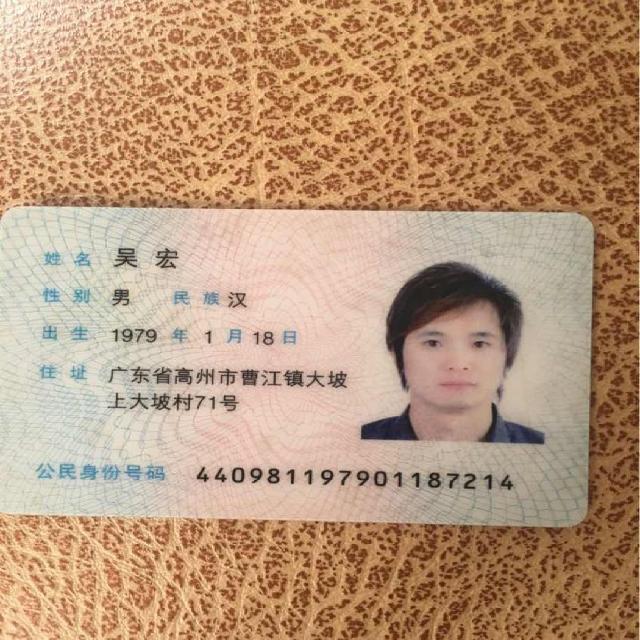 姓名 吴宏
性别 男 民族 汉
出生 1979 年 1 月 18 日
住址 广东省高州市曹江镇大坡
上大坡村71号
公民身份号码 440981197901187214